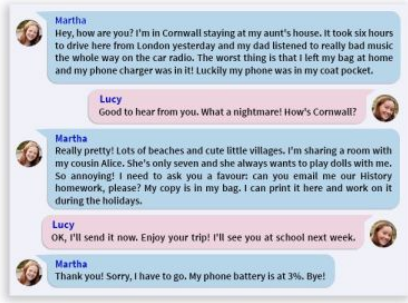 Martha
Hey, how are you? I'm in Cornwall staying at my aunt's house. It took six hours
to drive here from London yesterday and my dad listened to really bad music
the whole way on the car radio. The worst thing is that I left my bag at home
and my phone charger was in it! Luckily my phone was in my coat pocket.
Lucy
Good to hear from you. What a nightmare! How's Cornwall?
Martha
Really pretty! Lots of beaches and cute little villages. I'm sharing a room with
my cousin Alice. She's only seven and she always wants to play dolls with me.
So annoying! I need to ask you a favour: can you email me our History
homework, please? My copy is in my bag. I can print it here and work on it
during the holidays.
Lucy
OK, I'll send it now. Enjoy your trip! I'll see you at school next week.
Martha
Thank you! Sorry, I have to go. My phone battery is at 3%. Bye!